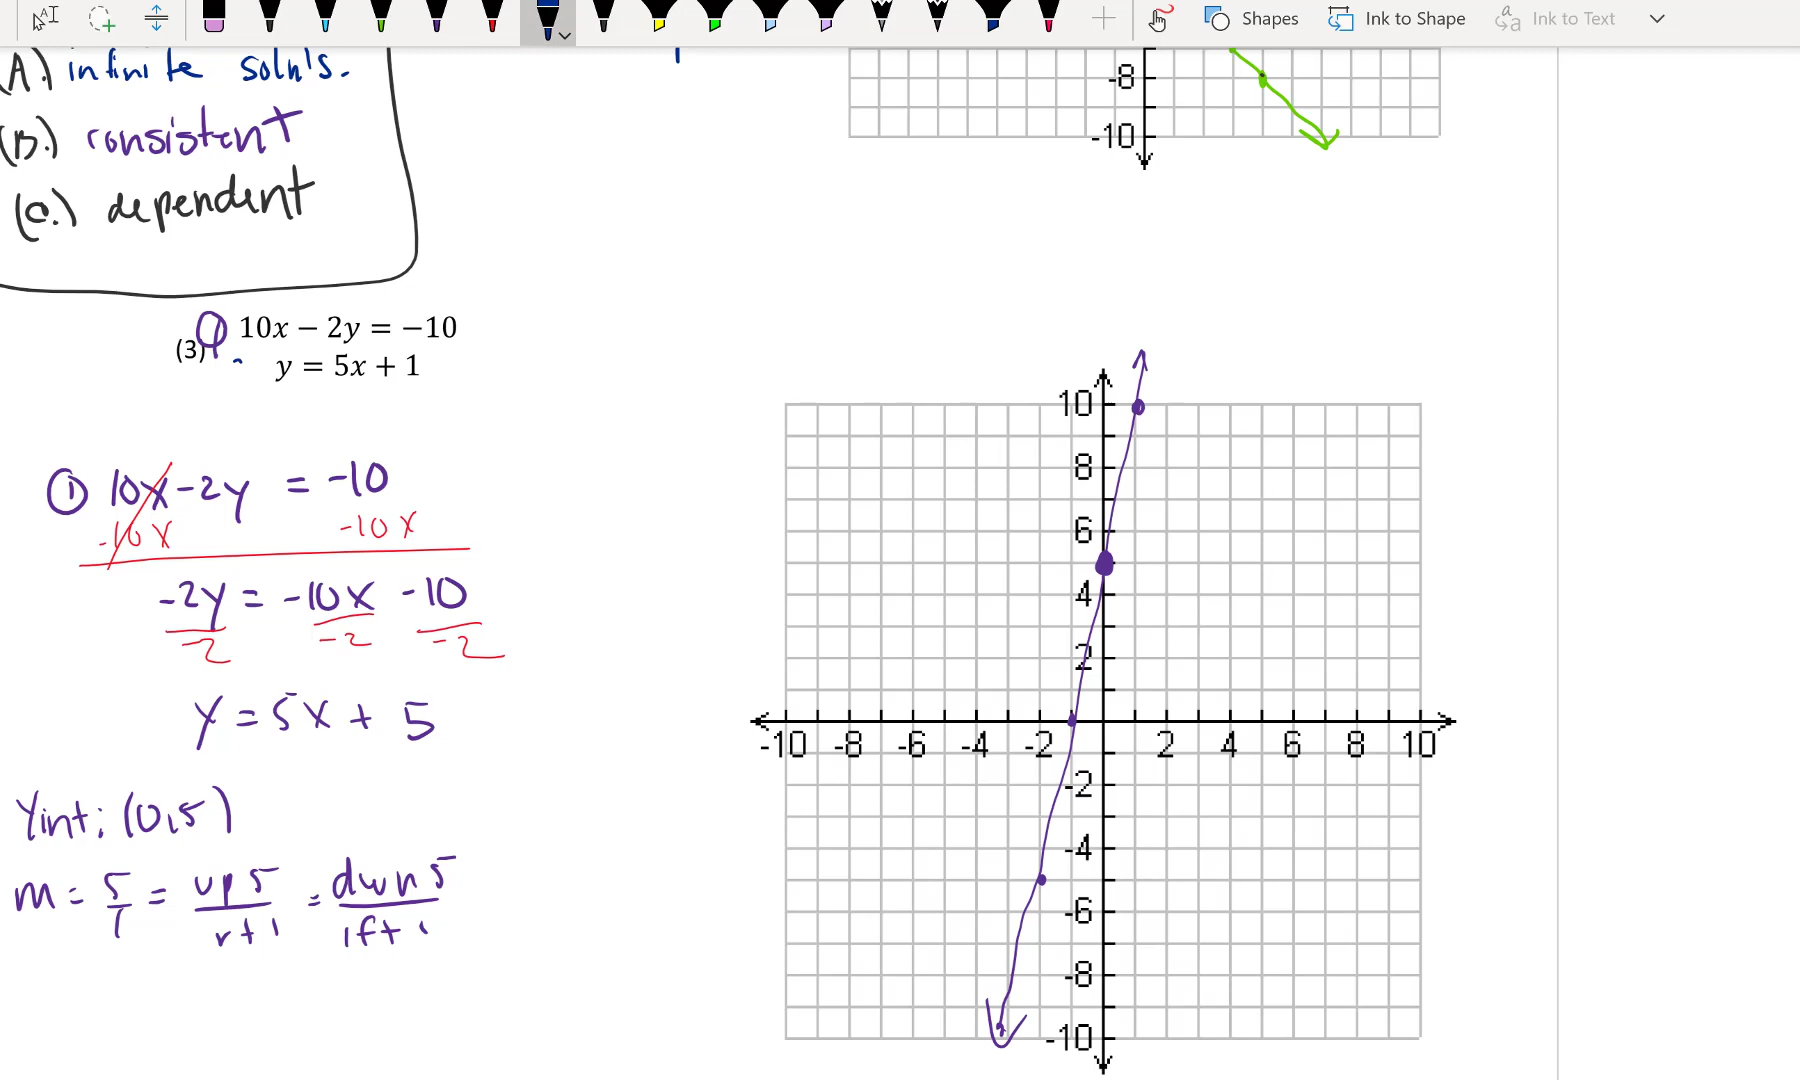 Shapes
Ink to Shape
Ink to Text
(A.) infinite soln's.
(B.) consistent
(C.) dependent
-8
-10
(3) ① 10x − 2y = −10
y = 5x + 1
① 10x -2y = -10
-10x -10x
-2y = -10x -10
-2 -2 -2
y = 5x + 5
Yint: (0,5)
m = 5/1 = up 5/rt 1 = dwn 5/lft 1
10
8
6
4
2
-10 -8 -6 -4 -2 2 4 6 8 10
-2
-4
-6
-8
-10